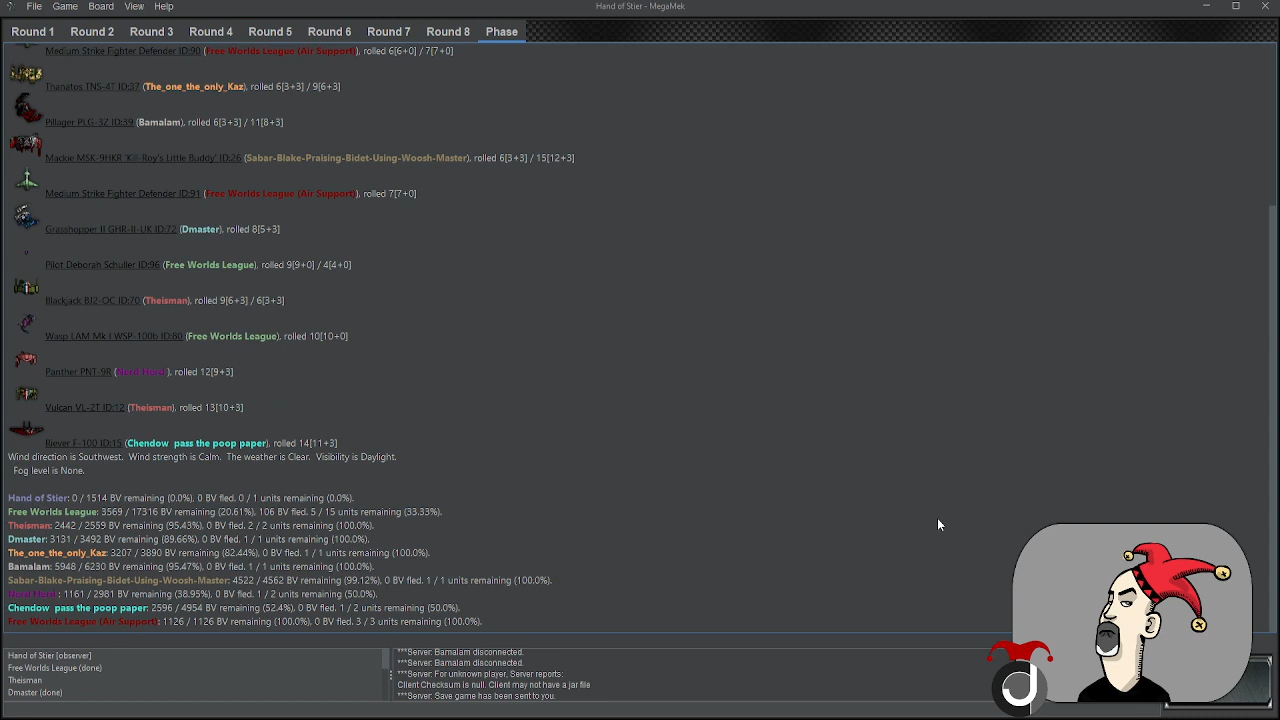 File Game Board View Help
Hand of Stier - MegaMek
Round 1 Round 2 Round 3 Round 4 Round 5 Round 6 Round 7 Round 8 Phase
Medium Strike Fighter Defender ID:90 (Free Worlds League (Air Support)), rolled 6[6+0] / 7[7+0]
Thanatos TNS-4T ID:37 (The_one_the_only_Kaz), rolled 6[3+3] / 9[6+3]
Pillager PLG-3Z ID:39 (Bamalam), rolled 6[3+3] / 11[8+3]
Mackie MSK-9HKR 'Kill Roy's Little Buddy' ID:26 (Sabar-Blake-Praising-Bidet-Using-Woosh-Master), rolled 6[3+3] / 15[12+3]
Medium Strike Fighter Defender ID:91 (Free Worlds League (Air Support)), rolled 7[7+0]
Grasshopper II GHR-II-UK ID:72 (Dmaster), rolled 8[5+3]
Pilot Deborah Schuller ID:96 (Free Worlds League), rolled 9[9+0] / 4[4+0]
Blackjack BJ2-OC ID:70 (Theisman), rolled 9[6+3] / 6[3+3]
Wasp LAM Mk I WSP-100b ID:80 (Free Worlds League), rolled 10[10+0]
Panther PNT-9R (Nerd Herd ), rolled 12[9+3]
Vulcan VL-2T ID:12 (Theisman), rolled 13[10+3]
Riever F-100 ID:15 (Chendow pass the poop paper), rolled 14[11+3]
Wind direction is Southwest. Wind strength is Calm. The weather is Clear. Visibility is Daylight.
Fog level is None.
Hand of Stier: 0 / 1514 BV remaining (0.0%). 0 BV fled. 0 / 1 units remaining (0.0%).
Free Worlds League: 3569 / 17316 BV remaining (20.61%), 106 BV fled. 5 / 15 units remaining (33.33%).
Theisman: 2442 / 2559 BV remaining (95.43%), 0 BV fled. 2 / 2 units remaining (100.0%).
Dmaster: 3131 / 3492 BV remaining (89.66%), 0 BV fled. 1 / 1 units remaining (100.0%).
The_one_the_only_Kaz: 3207 / 3890 BV remaining (82.44%), 0 BV fled. 1 / 1 units remaining (100.0%).
Bamalam: 5948 / 6230 BV remaining (95.47%), 0 BV fled. 1 / 1 units remaining (100.0%).
Sabar-Blake-Praising-Bidet-Using-Woosh-Master: 4522 / 4562 BV remaining (99.12%), 0 BV fled. 1 / 1 units remaining (100.0%).
Nerd Herd : 1161 / 2981 BV remaining (38.95%), 0 BV fled. 1 / 2 units remaining (50.0%).
Chendow pass the poop paper: 2596 / 4954 BV remaining (52.4%), 0 BV fled. 1 / 2 units remaining (50.0%).
Free Worlds League (Air Support): 1126 / 1126 BV remaining (100.0%), 0 BV fled. 3 / 3 units remaining (100.0%).
Hand of Stier [observer]
Free Worlds League (done)
Theisman
Dmaster (done)
***Server: Bamalam disconnected.
***Server: Bamalam disconnected.
***Server: For unknown player, Server reports:
Client Checksum is null. Client may not have a jar file
***Server: Save game has been sent to you.